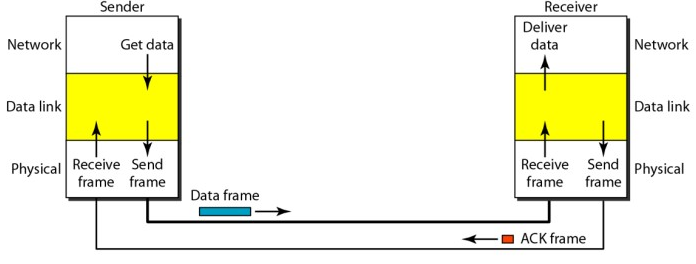 Sender
Receiver
Network
Get data
Deliver
data
Network
Data link
Data link
Physical
Receive
frame
Send
frame
Receive
frame
Send
frame
Physical
Data frame
ACK frame